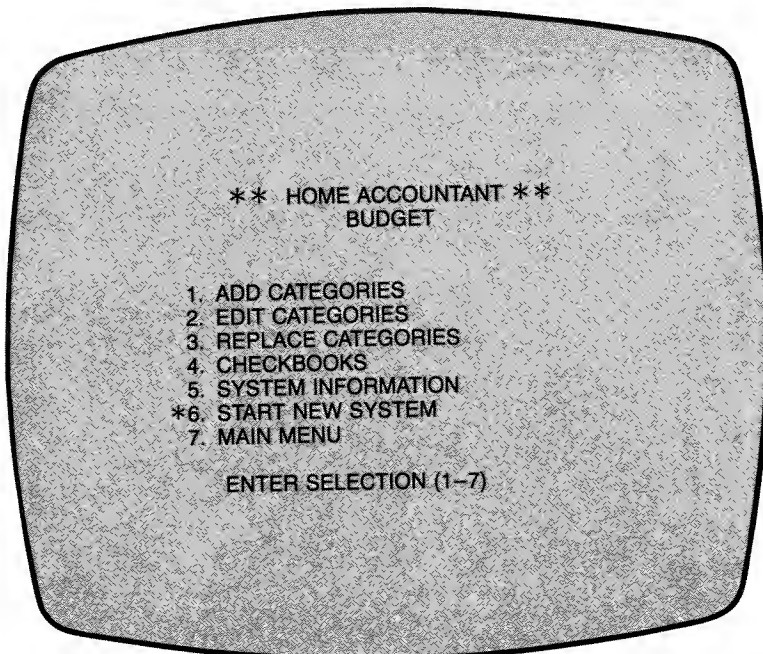 ** HOME ACCOUNTANT **
BUDGET
1. ADD CATEGORIES
2. EDIT CATEGORIES
3. REPLACE CATEGORIES
4. CHECKBOOKS
5. SYSTEM INFORMATION
*6. START NEW SYSTEM
7. MAIN MENU
ENTER SELECTION (1–7)